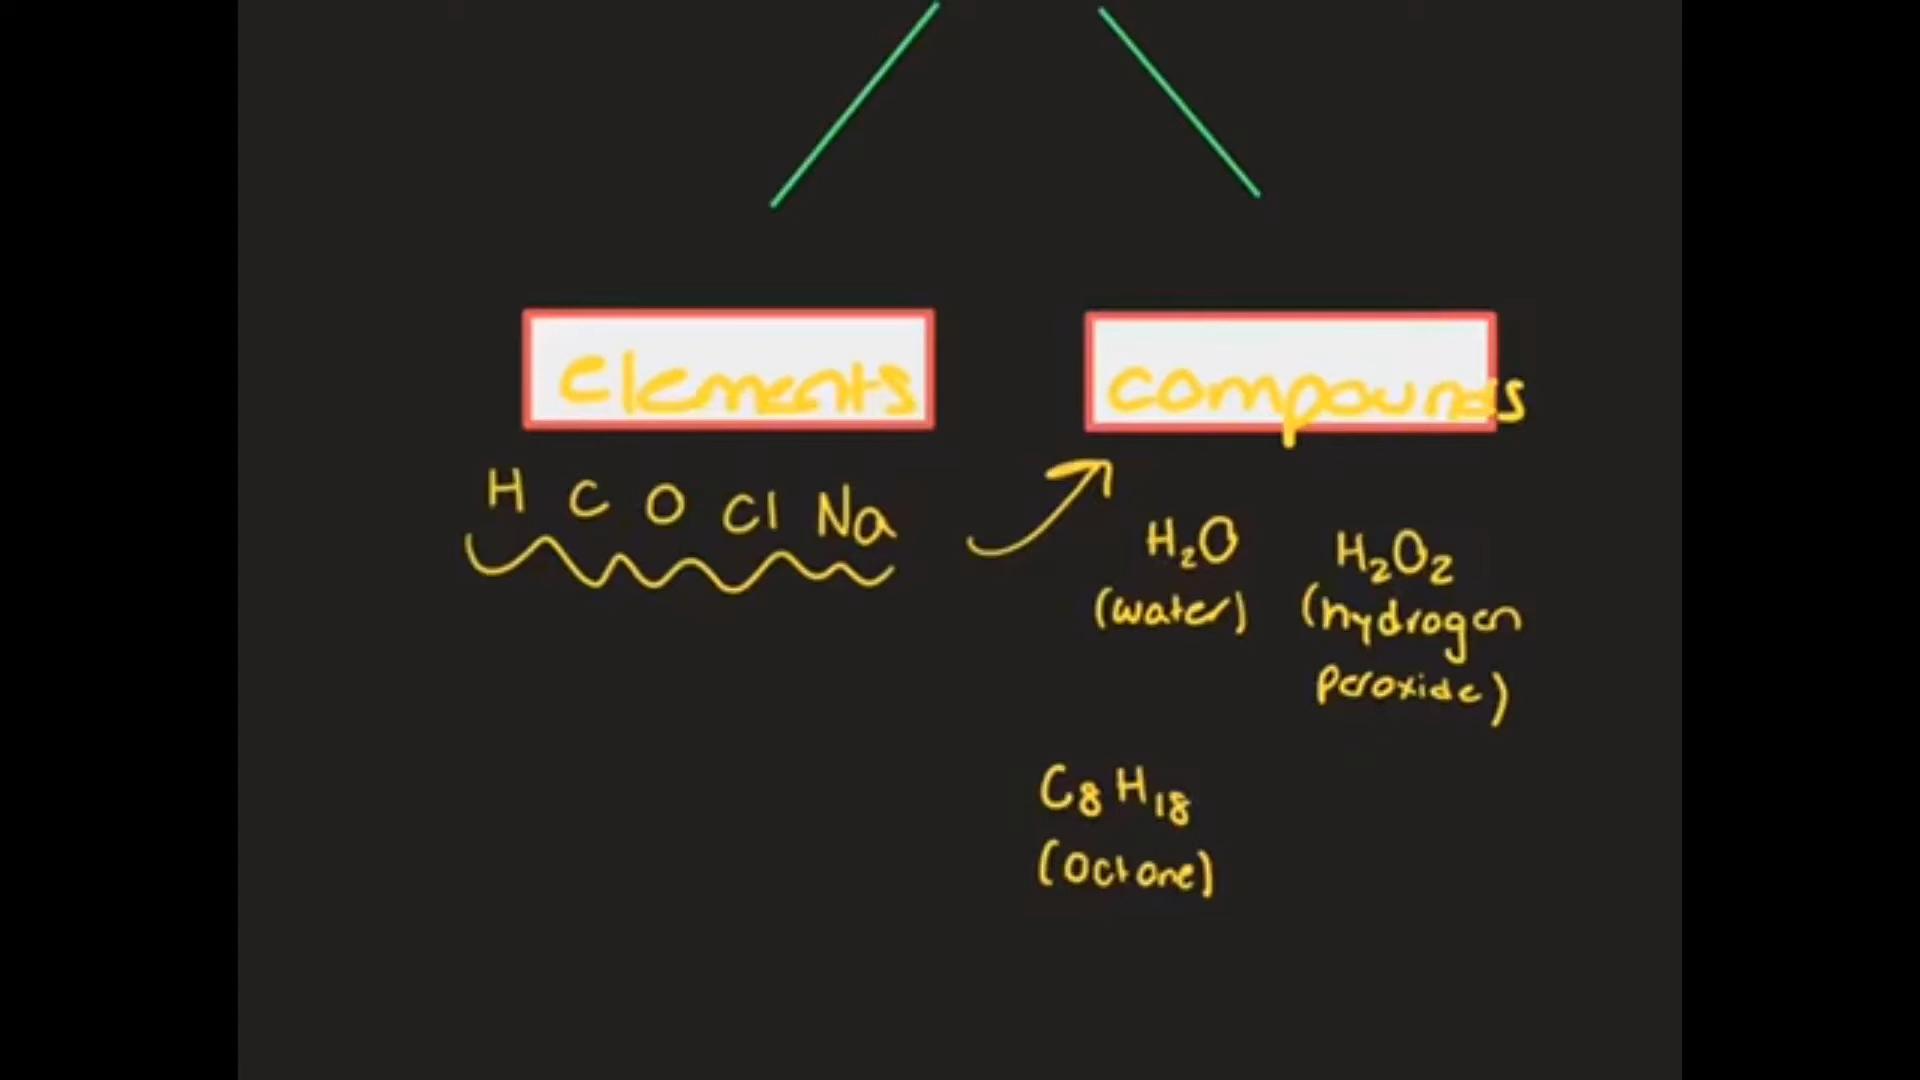 elements
compounds
H C O Cl Na
H₂O
(water)
H₂O₂
(hydrogen
peroxide)
C₈H₁₈
(octane)